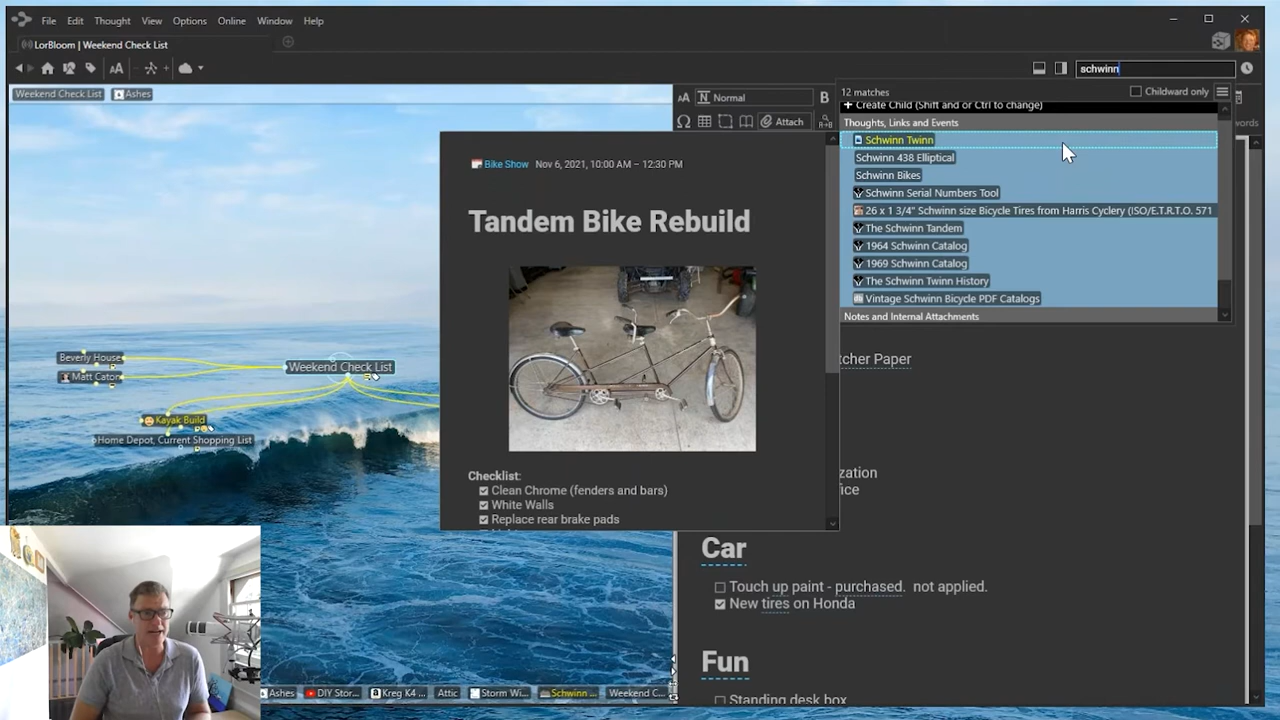 File Edit Thought View Options Online Window Help
LorBloom | Weekend Check List
schwinn
Weekend Check List Ashes
Normal B
Attach
12 matches Childward only
Create Child (Shift and or Ctrl to change)
Thoughts, Links and Events
Schwinn Twinn
Schwinn 438 Elliptical
Schwinn Bikes
Schwinn Serial Numbers Tool
26 x 1 3/4" Schwinn size Bicycle Tires from Harris Cyclery (ISO/E.T.R.T.O. 571
The Schwinn Tandem
1964 Schwinn Catalog
1969 Schwinn Catalog
The Schwinn Twinn History
Vintage Schwinn Bicycle PDF Catalogs
Notes and Internal Attachments
words
Bike Show Nov 6, 2021, 10:00 AM – 12:30 PM
Tandem Bike Rebuild
Checklist:
Clean Chrome (fenders and bars)
White Walls
Replace rear brake pads
Beverly House
Matt Caton
Weekend Check List
Kayak Build
Home Depot, Current Shopping List
tcher Paper
zation
ice
Car
Touch up paint - purchased. not applied.
New tires on Honda
Fun
Standing desk box
Ashes DIY Stor... Kreg K4 ... Attic Storm Wi... Schwinn ... Weekend C...